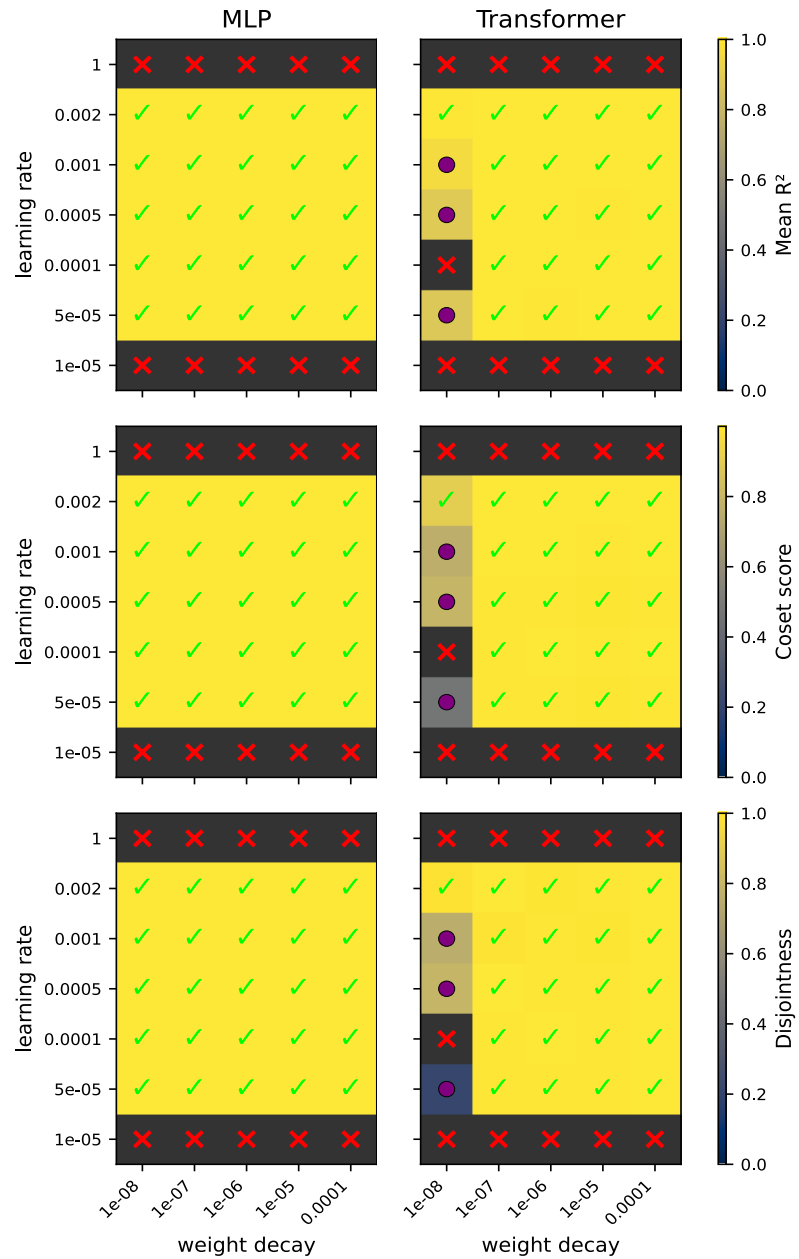 MLP Transformer
1
0.002
0.001
0.0005
0.0001
5e-05
1e-05
learning rate
1.0
0.8
0.6
0.4
0.2
0.0
Mean R²
1
0.002
0.001
0.0005
0.0001
5e-05
1e-05
learning rate
0.8
0.6
0.4
0.2
0.0
Coset score
1
0.002
0.001
0.0005
0.0001
5e-05
1e-05
learning rate
1.0
0.8
0.6
0.4
0.2
0.0
Disjointness
1e-08 1e-07 1e-06 1e-05 0.0001 1e-08 1e-07 1e-06 1e-05 0.0001
weight decay weight decay